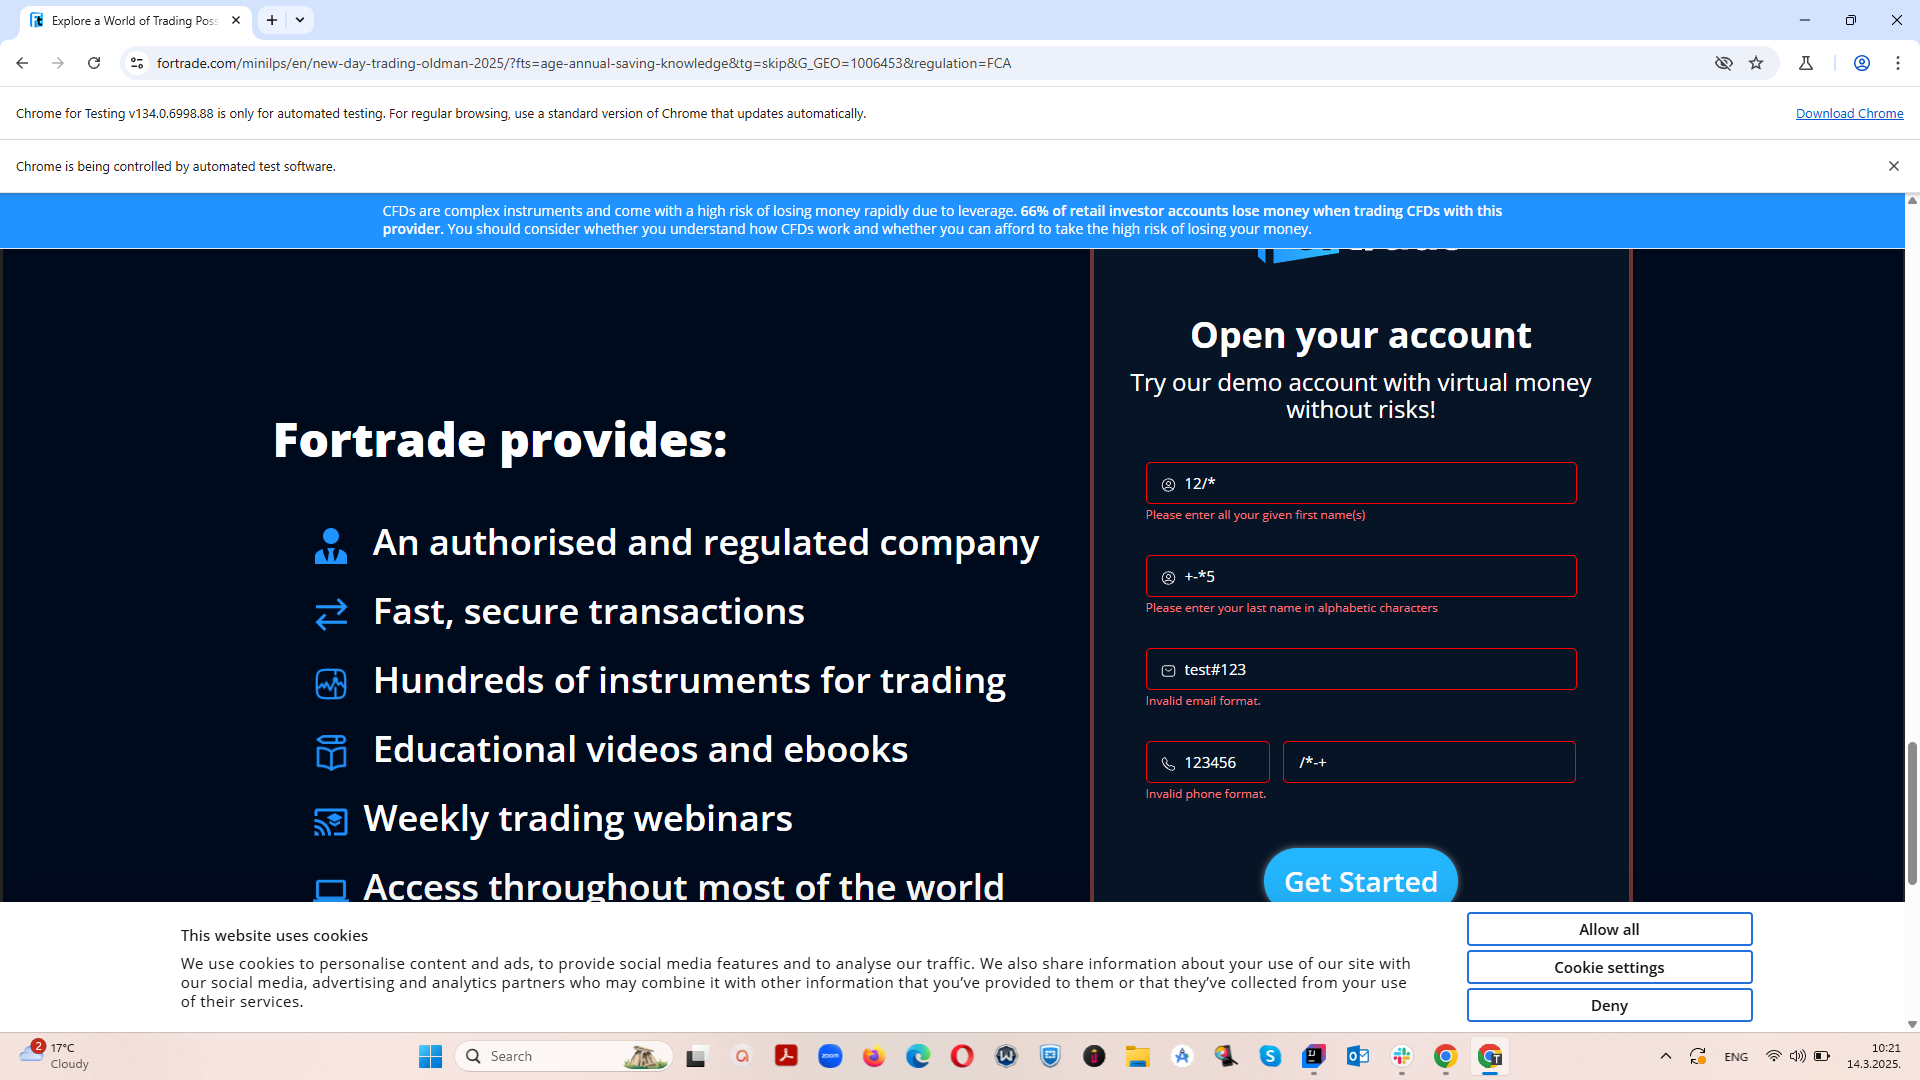 Explore a World of Trading Poss
fortrade.com/minilps/en/new-day-trading-oldman-2025/?fts=age-annual-saving-knowledge&tg=skip&G_GEO=1006453&regulation=FCA
Chrome for Testing v134.0.6998.88 is only for automated testing. For regular browsing, use a standard version of Chrome that updates automatically.
Download Chrome
Chrome is being controlled by automated test software.
CFDs are complex instruments and come with a high risk of losing money rapidly due to leverage. 66% of retail investor accounts lose money when trading CFDs with this
provider. You should consider whether you understand how CFDs work and whether you can afford to take the high risk of losing your money.
Open your account
Try our demo account with virtual money
without risks!
Fortrade provides:
An authorised and regulated company
Fast, secure transactions
Hundreds of instruments for trading
Educational videos and ebooks
Weekly trading webinars
Access throughout most of the world
12/*
Please enter all your given first name(s)
+-*5
Please enter your last name in alphabetic characters
test#123
Invalid email format.
123456
/*-+
Invalid phone format.
Get Started
This website uses cookies
We use cookies to personalise content and ads, to provide social media features and to analyse our traffic. We also share information about your use of our site with
our social media, advertising and analytics partners who may combine it with other information that you've provided to them or that they've collected from your use
of their services.
Allow all
Cookie settings
Deny
2
17°C
Cloudy
Search
zoom
ENG
10:21
14.3.2025.